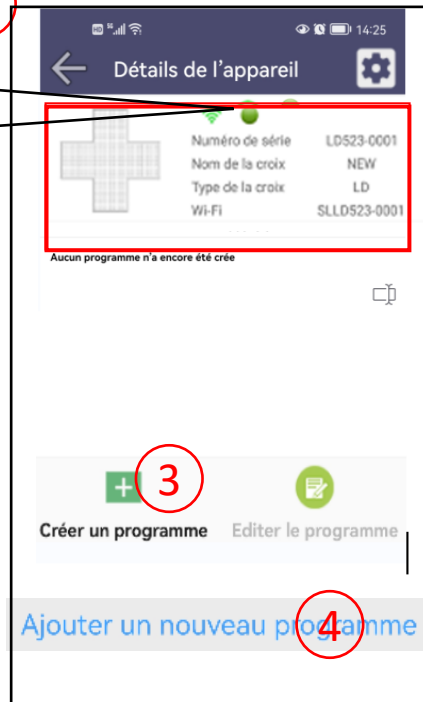 14:25
Détails de l'appareil
Numéro de série LD523-0001
Nom de la croix NEW
Type de la croix LD
Wi-Fi SLLD523-0001
Aucun programme n'a encore été crée
3
Créer un programme Editer le programme
Ajouter un nouveau programme
4